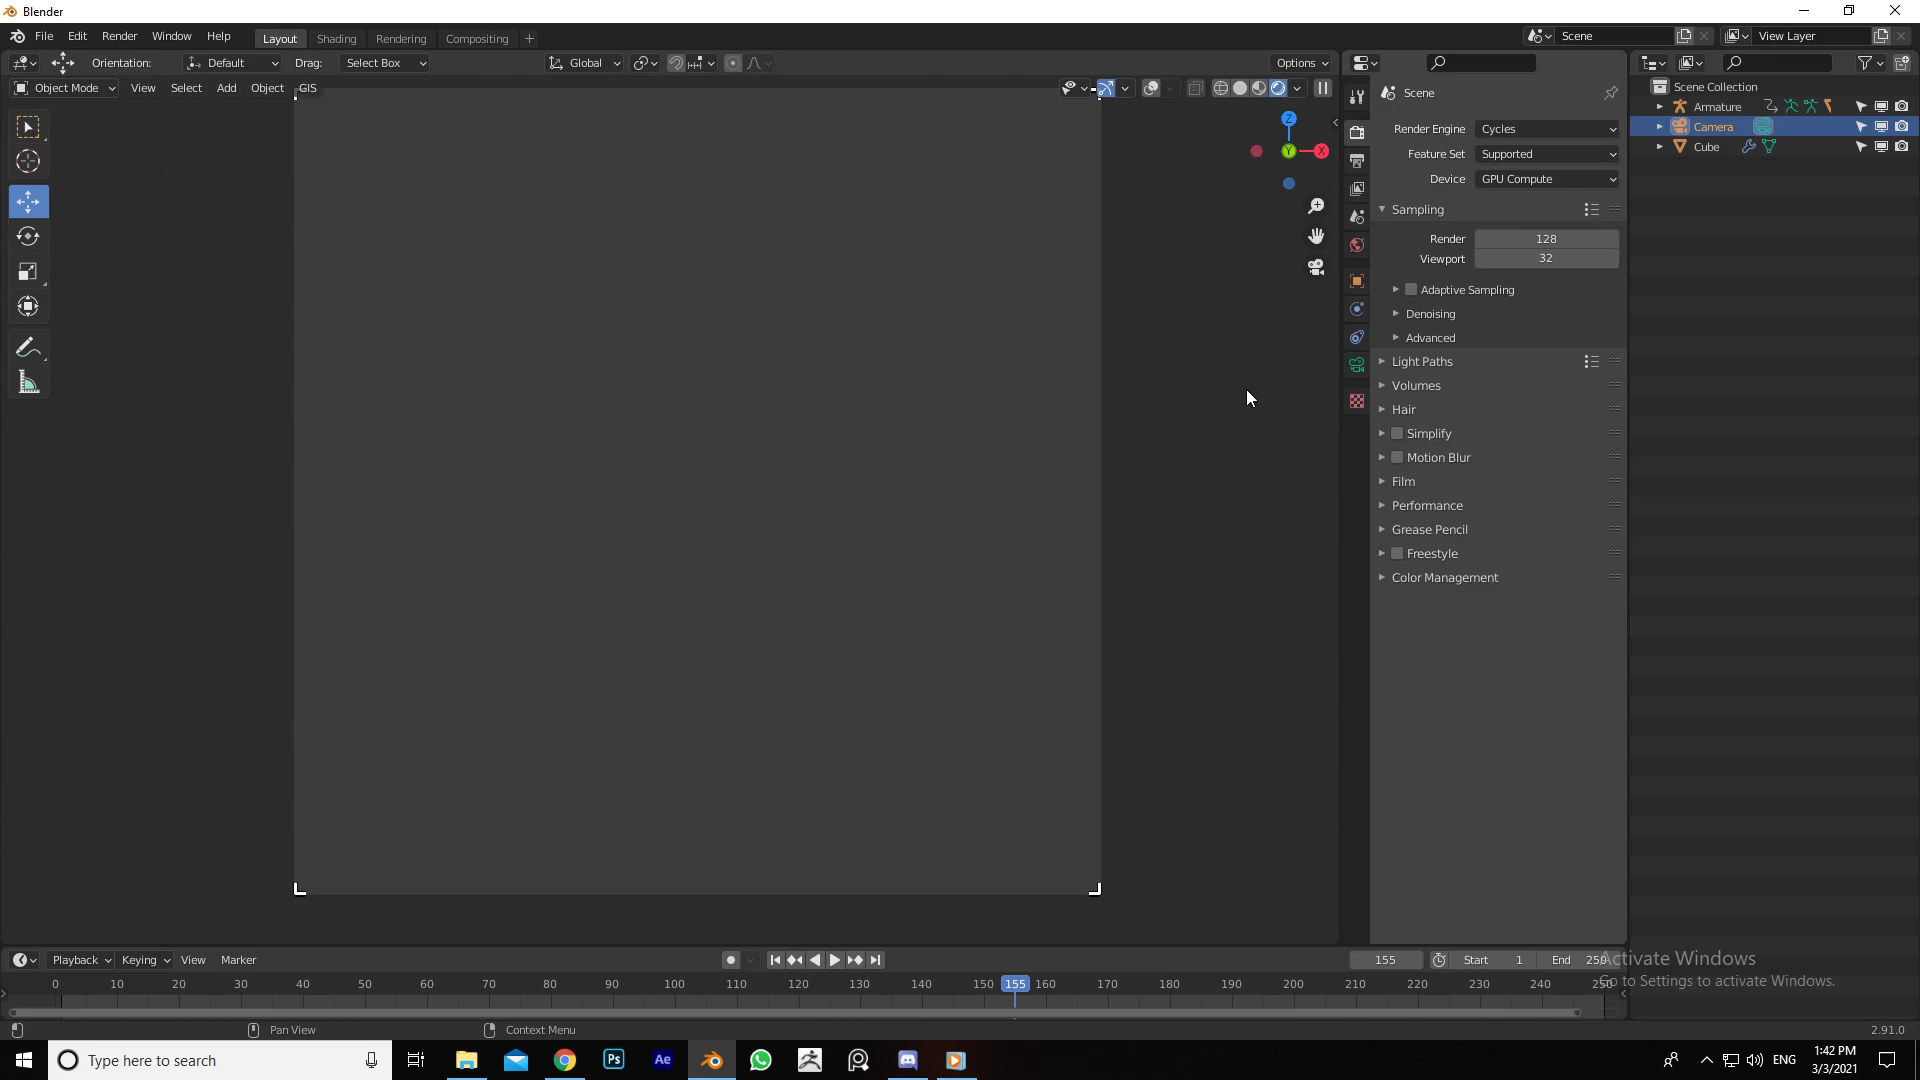 Blender
File Edit Render Window Help Layout Shading Rendering Compositing + Scene View Layer
Orientation: Default Drag: Select Box Global Options
Object Mode View Select Add Object GIS
Z
Y X
Scene
Render Engine Cycles
Feature Set Supported
Device GPU Compute
Sampling
Render 128
Viewport 32
Adaptive Sampling
Denoising
Advanced
Light Paths
Volumes
Hair
Simplify
Motion Blur
Film
Performance
Grease Pencil
Freestyle
Color Management
Scene Collection
Armature
Camera
Cube
Activate Windows
Go to Settings to activate Windows.
Playback Keying View Marker 155 Start 1 End 250
0 10 20 30 40 50 60 70 80 90 100 110 120 130 140 150 155 160 170 180 190 200 210 220 230 240 250
Pan View Context Menu 2.91.0
Type here to search
Ps Ae
ENG
1:42 PM
3/3/2021